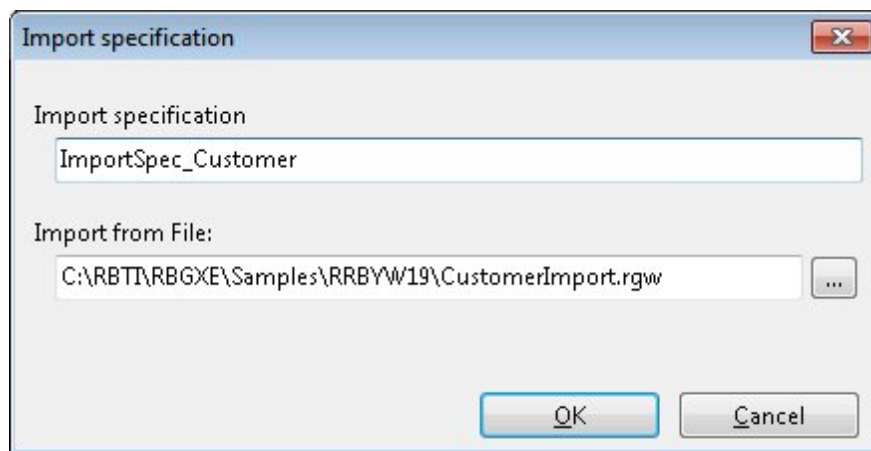 Import specification
Import specification
ImportSpec_Customer
Import from File:
C:\RBTI\RBGXE\Samples\RRBYW19\CustomerImport.rgw
...
OK
Cancel